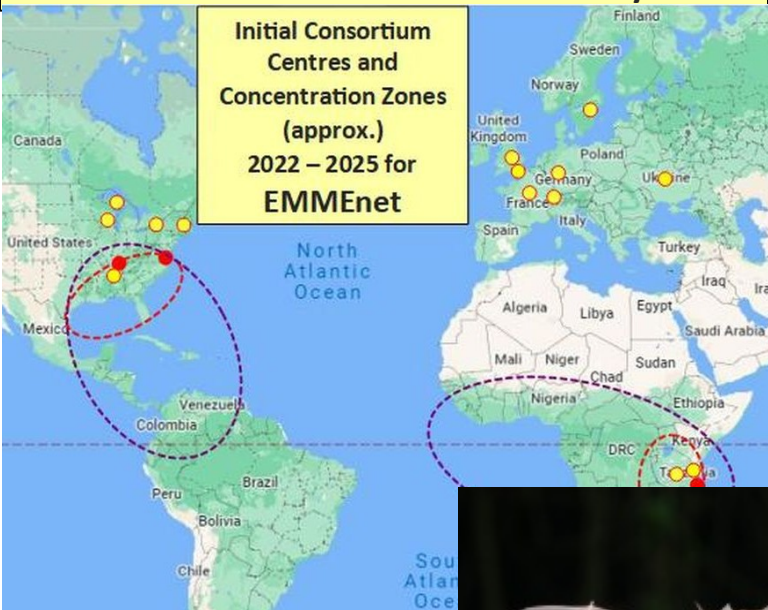 Initial Consortium
Centres and
Concentration Zones
(approx.)
2022 – 2025 for
EMMEnet
Finland
Sweden
Norway
United
Kingdom
Poland
Germany
Ukraine
France
Italy
Spain
Turkey
Canada
United States
North
Atlantic
Ocean
Mexico
Iraq
Algeria
Libya
Egypt
Saudi Arabia
Mali
Niger
Sudan
Chad
Nigeria
Ethiopia
Venezuela
Colombia
Kenya
DRC
Tanzania
Brazil
Peru
Bolivia
Chile